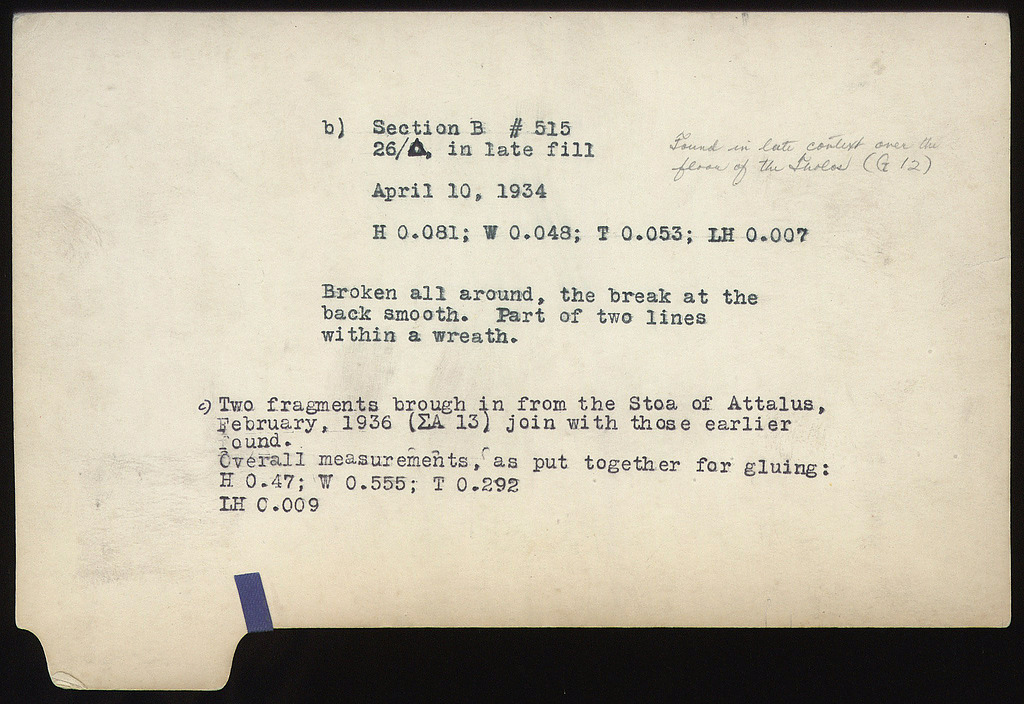 b) Section B # 515
26/Δ, in late fill
Found in late context over the
floor of the Tholos (G 12)
April 10, 1934
H 0.081; W 0.048; T 0.053; LH 0.007
Broken all around, the break at the
back smooth. Part of two lines
within a wreath.
c) Two fragments brough in from the Stoa of Attalus,
February, 1936 (ΣΑ 13) join with those earlier
found.
Overall measurements, as put together for gluing:
H 0.47; W 0.555; T 0.292
LH 0.009